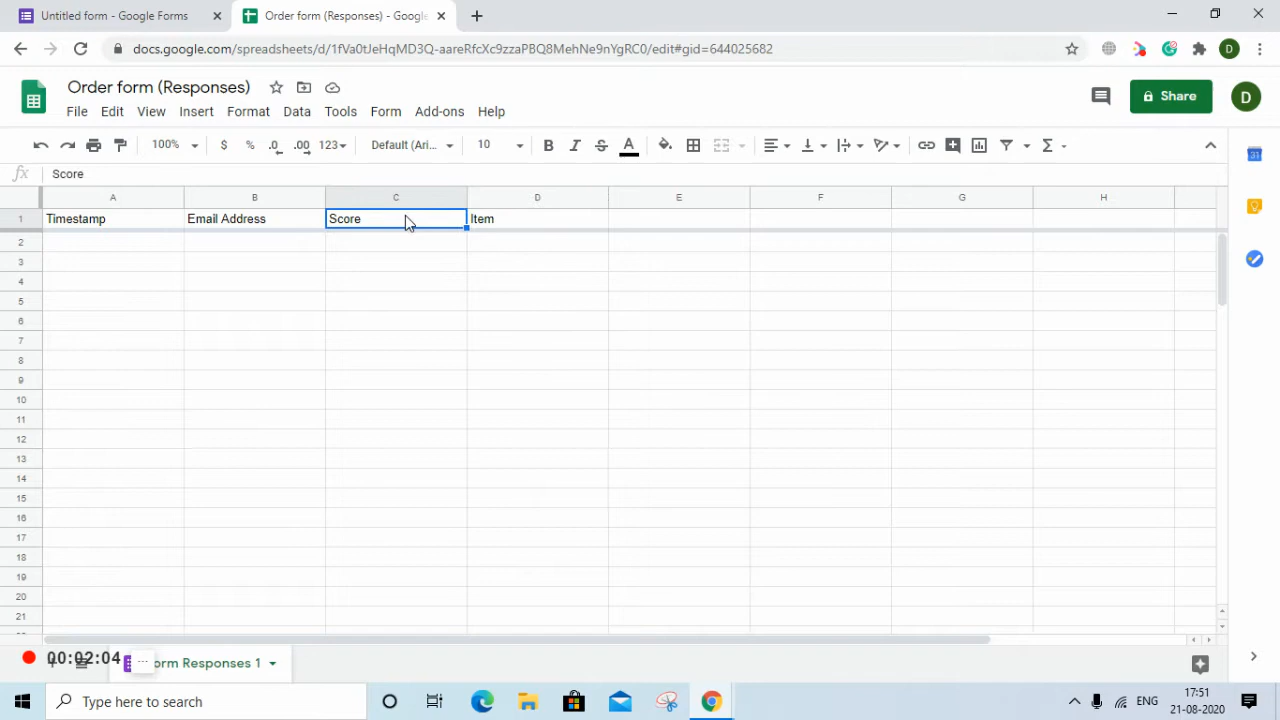 Untitled form - Google Forms
Order form (Responses) - Google
docs.google.com/spreadsheets/d/1fVa0tJeHqMD3Q-aareRfcXc9zzaPBQ8MehNe9nYgRC0/edit#gid=644025682
D
Order form (Responses)
File Edit View Insert Format Data Tools Form Add-ons Help
Share
D
100% $ % .0 .00 123 Default (Ari... 10 B I S A Σ
fx Score
A B C D E F G H
1 Timestamp Email Address Score Item
2
3
4
5
6
7
8
9
10
11
12
13
14
15
16
17
18
19
20
21
00:02:04
orm Responses 1
Type here to search
ENG
17:51
21-08-2020
31